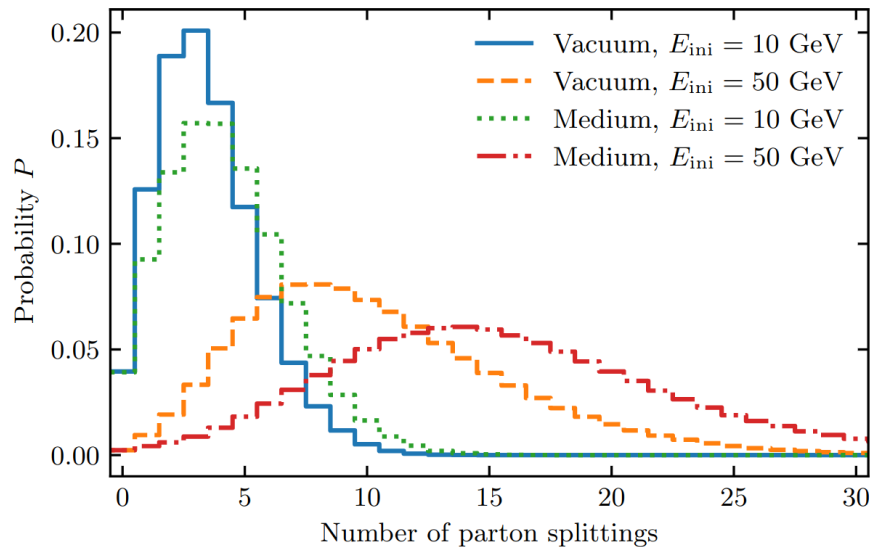 0.20
0.15
0.10
0.05
0.00
Probability P
Vacuum, E_ini = 10 GeV
Vacuum, E_ini = 50 GeV
Medium, E_ini = 10 GeV
Medium, E_ini = 50 GeV
0 5 10 15 20 25 30
Number of parton splittings